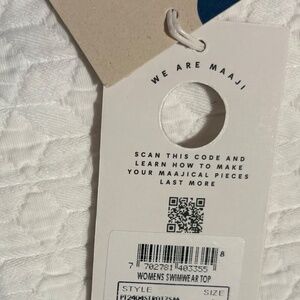 WE ARE MAAJI
SCAN THIS CODE AND
LEARN HOW TO MAKE
YOUR MAAJICAL PIECES
LAST MORE
8
7 702781 403355
WOMENS SWIMWEAR TOP
STYLE SIZE